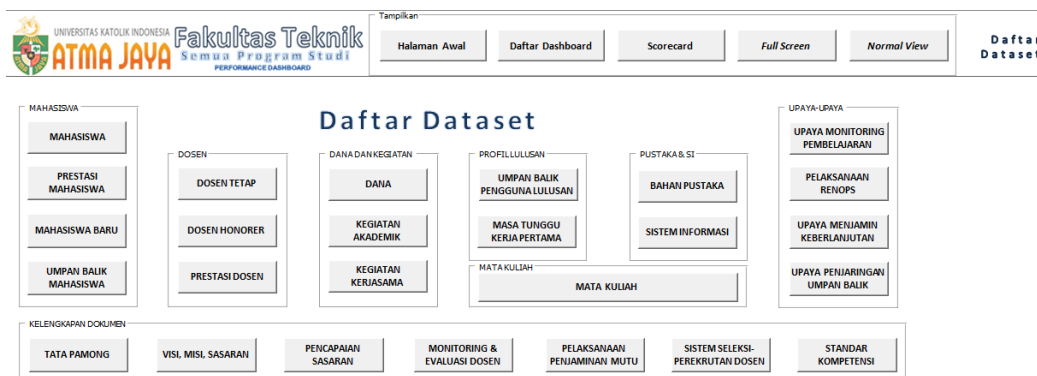 UNIVERSITAS KATOLIK INDONESIA
ATMA JAYA
Fakultas Teknik
Semua Program Studi
PERFORMANCE DASHBOARD
Tampilkan
Halaman Awal
Daftar Dashboard
Scorecard
Full Screen
Normal View
Daftar
Dataset
Daftar Dataset
MAHASISWA
MAHASISWA
PRESTASI
MAHASISWA
MAHASISWA BARU
UMPAN BALIK
MAHASISWA
DOSEN
DOSEN TETAP
DOSEN HONORER
PRESTASI DOSEN
DANA DAN KEGIATAN
DANA
KEGIATAN
AKADEMIK
KEGIATAN
KERJASAMA
PROFIL LULUSAN
UMPAN BALIK
PENGGUNA LULUSAN
MASA TUNGGU
KERJA PERTAMA
PUSTAKA & SI
BAHAN PUSTAKA
SISTEM INFORMASI
MATA KULIAH
MATA KULIAH
UPAYA-UPAYA
UPAYA MONITORING
PEMBELAJARAN
PELAKSANAAN
RENOPS
UPAYA MENJAMIN
KEBERLANJUTAN
UPAYA PENJARINGAN
UMPAN BALIK
KELENGKAPAN DOKUMEN
TATA PAMONG
VISI, MISI, SASARAN
PENCAPAIAN
SASARAN
MONITORING &
EVALUASI DOSEN
PELAKSANAAN
PENJAMINAN MUTU
SISTEM SELEKSI-
PEREKRUTAN DOSEN
STANDAR
KOMPETENSI